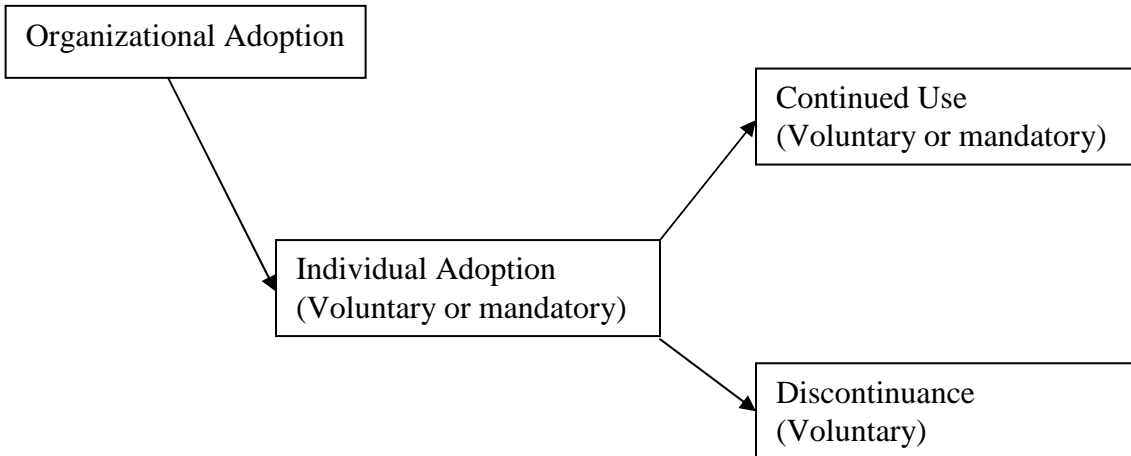 Organizational Adoption
Continued Use
(Voluntary or mandatory)
Individual Adoption
(Voluntary or mandatory)
Discontinuance
(Voluntary)